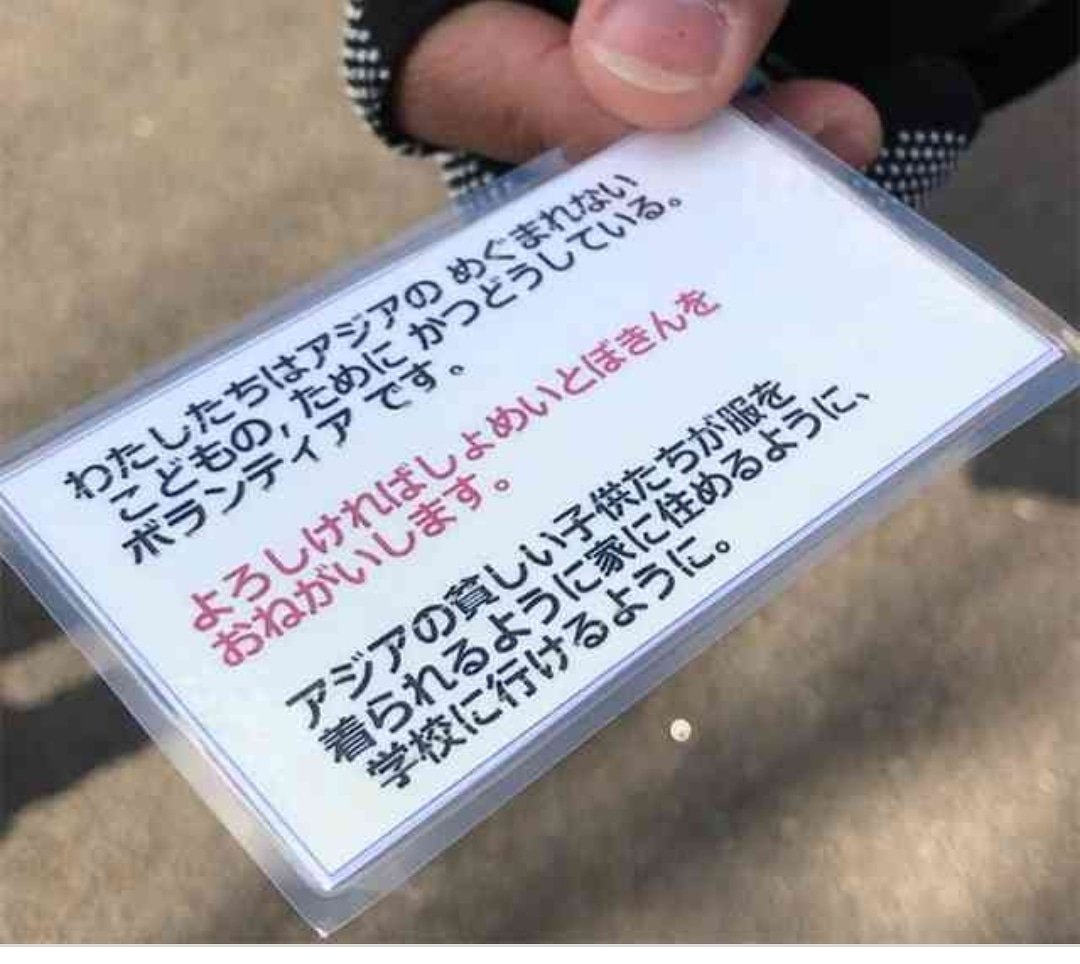 わたしたちはアジアの めぐまれない
こどもの, ために かつどうしている。
ボランティア です。
よろしければしょめいとぼきんを
おねがいします。
アジアの貧しい子供たちが服を
着られるように家に住めるように、
学校に行けるように。